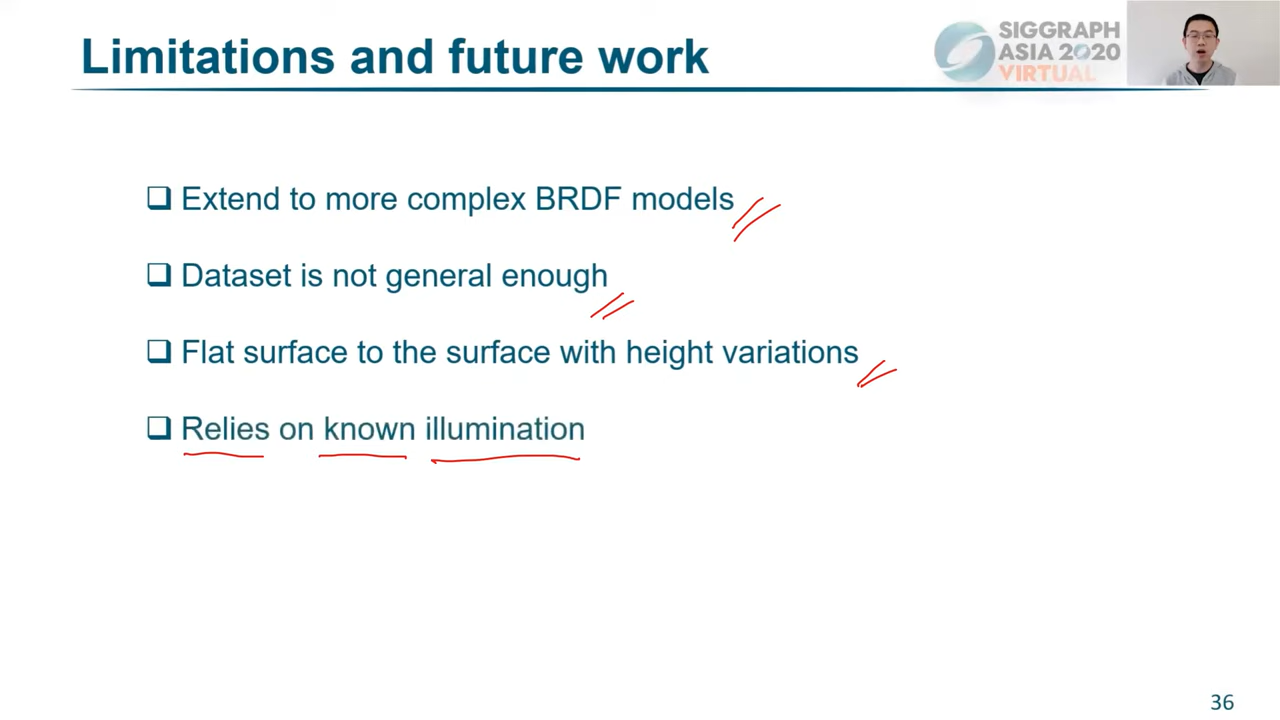 Limitations and future work
SIGGRAPH
ASIA 2020
VIRTUAL
Extend to more complex BRDF models
Dataset is not general enough
Flat surface to the surface with height variations
Relies on known illumination
36